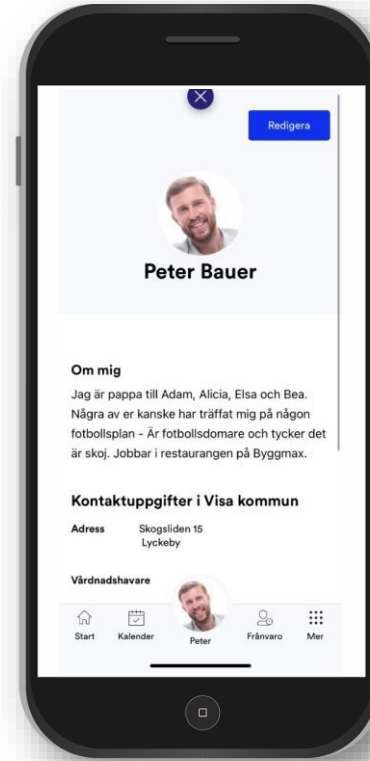 Redigera
Peter Bauer
Om mig
Jag är pappa till Adam, Alicia, Elsa och Bea.
Några av er kanske har träffat mig på någon
fotbollsplan - Är fotbollsdomare och tycker det
är skoj. Jobbar i restaurangen på Byggmax.
Kontaktuppgifter i Visa kommun
Adress Skogsliden 15
Lyckeby
Vårdnadshavare
Start Kalender Peter Frånvaro Mer